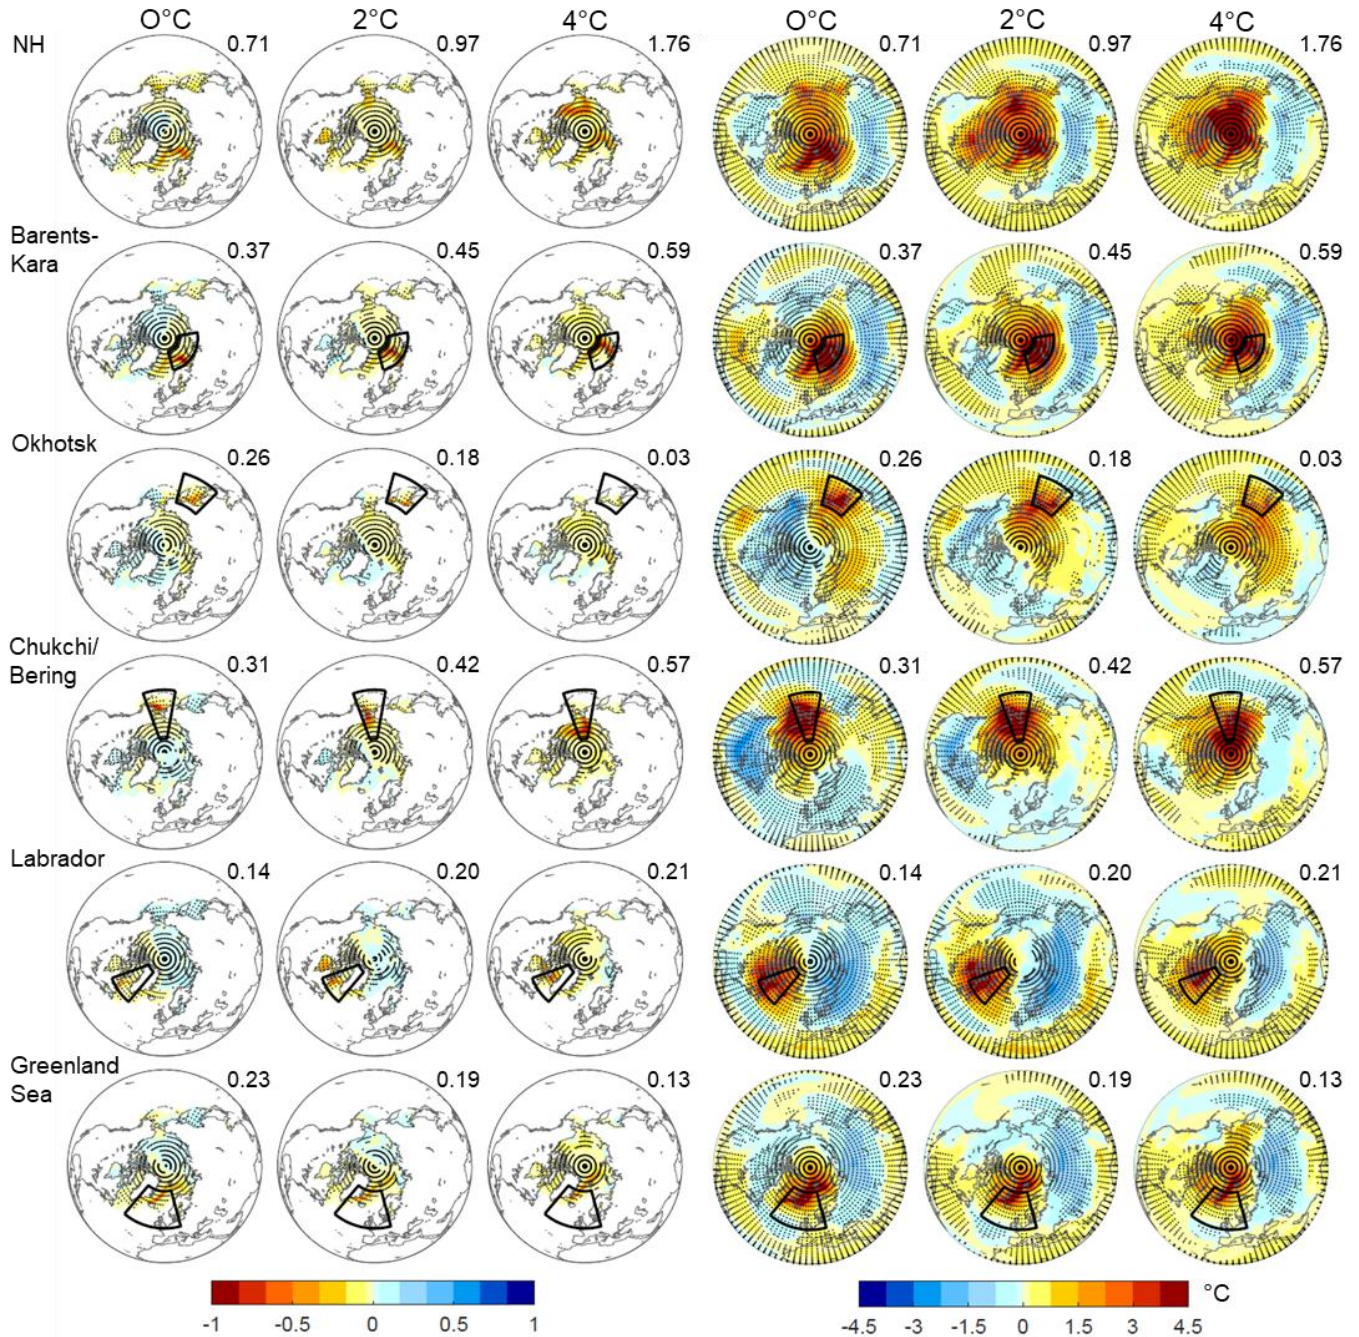 O°C 2°C 4°C O°C 2°C 4°C
NH 0.71 0.97 1.76 0.71 0.97 1.76
Barents-
Kara 0.37 0.45 0.59 0.37 0.45 0.59
Okhotsk 0.26 0.18 0.03 0.26 0.18 0.03
Chukchi/
Bering 0.31 0.42 0.57 0.31 0.42 0.57
Labrador 0.14 0.20 0.21 0.14 0.20 0.21
Greenland
Sea 0.23 0.19 0.13 0.23 0.19 0.13
°C
-1 -0.5 0 0.5 1 -4.5 -3 -1.5 0 1.5 3 4.5